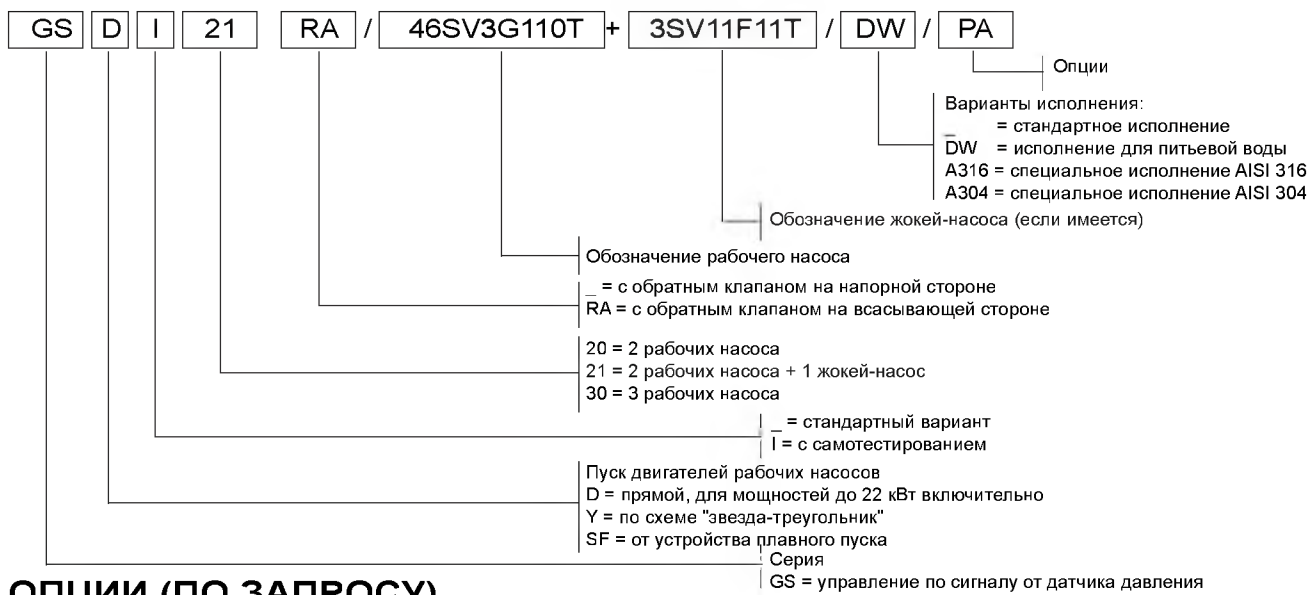 GS D I 21 RA / 46SV3G110T + 3SV11F11T / DW / PA
Опции
Варианты исполнения:
_ = стандартное исполнение
DW = исполнение для питьевой воды
A316 = специальное исполнение AISI 316
A304 = специальное исполнение AISI 304
Обозначение жокей-насоса (если имеется)
Обозначение рабочего насоса
_ = с обратным клапаном на напорной стороне
RA = с обратным клапаном на всасывающей стороне
20 = 2 рабочих насоса
21 = 2 рабочих насоса + 1 жокей-насос
30 = 3 рабочих насоса
_ = стандартный вариант
I = с самотестированием
Пуск двигателей рабочих насосов
D = прямой, для мощностей до 22 кВт включительно
Y = по схеме "звезда-треугольник"
SF = от устройства плавного пуска
Серия
GS = управление по сигналу от датчика давления
ОПЦИИ (ПО ЗАПРОСУ)